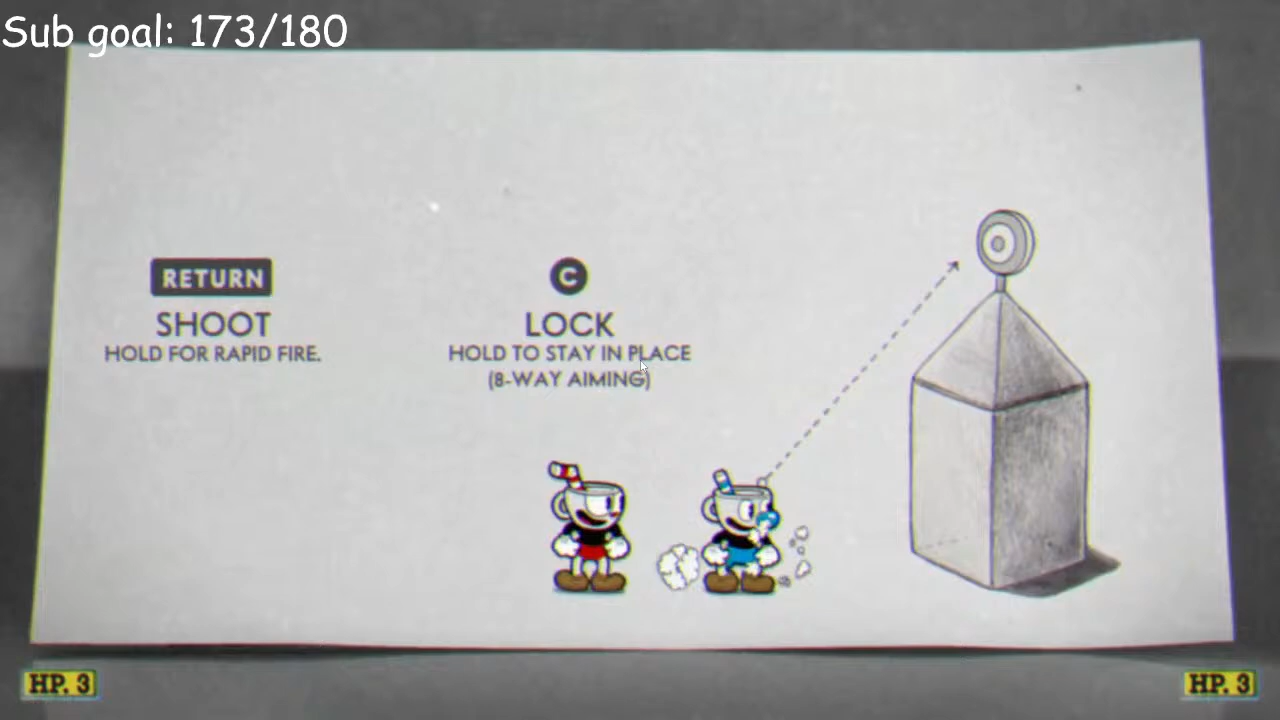 Sub goal: 173/180
RETURN
SHOOT
HOLD FOR RAPID FIRE.
C
LOCK
HOLD TO STAY IN PLACE
(8-WAY AIMING)
HP. 3
HP. 3